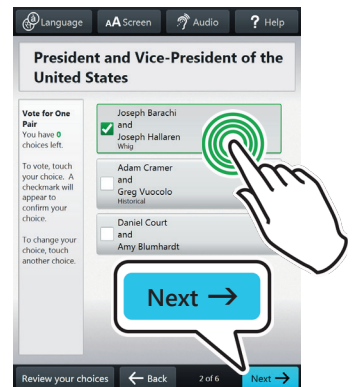 Language
AA Screen
Audio
? Help
President and Vice-President of the
United States
Vote for One
Pair
You have 0
choices left.
To vote, touch
your choice. A
checkmark will
appear to
confirm your
choice.
To change your
choice, touch
another choice.
Joseph Barachi
and
Joseph Hallaren
Whig
Adam Cramer
and
Greg Vuocolo
Historical
Daniel Court
and
Amy Blumhardt
Next →
Review your choices
← Back
2 of 6
Next →